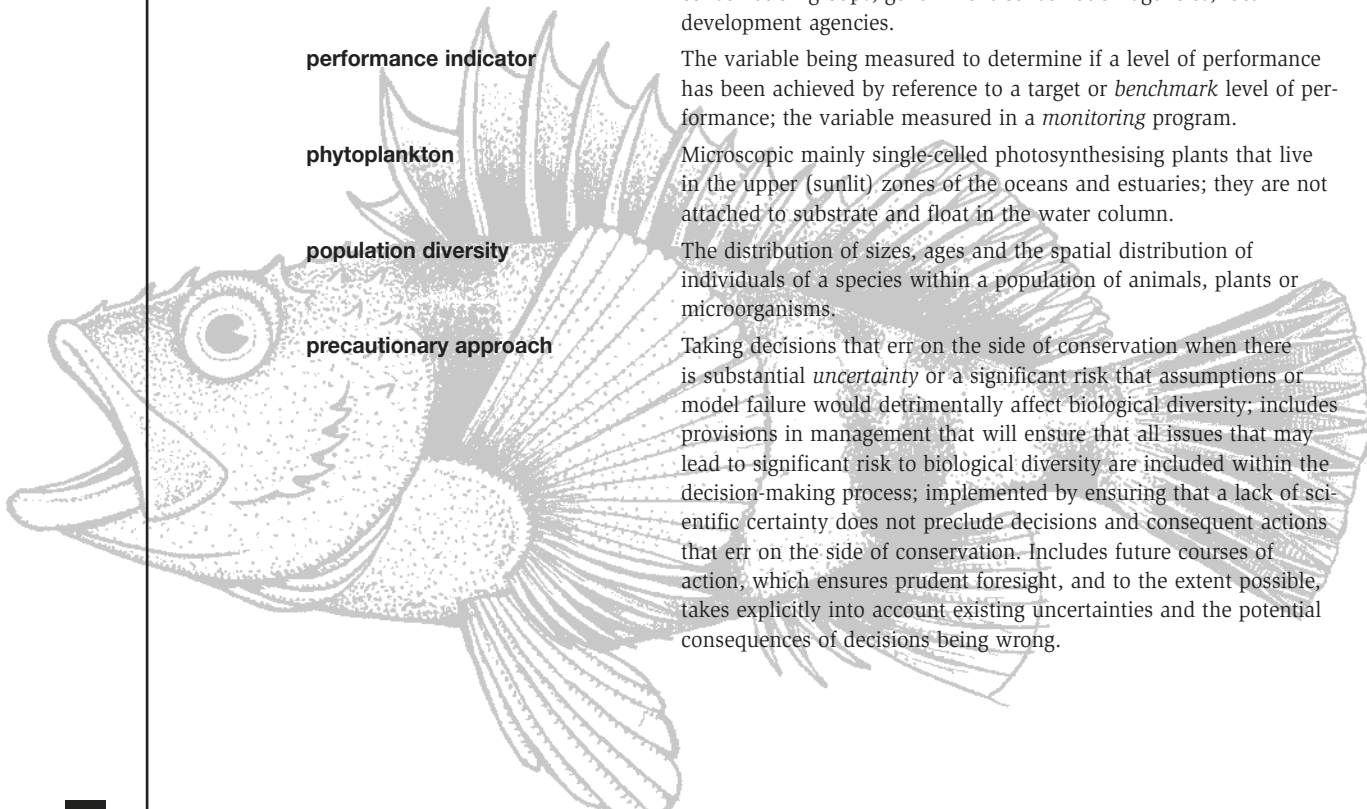 development agencies.
performance indicator
The variable being measured to determine if a level of performance
has been achieved by reference to a target or benchmark level of per-
formance; the variable measured in a monitoring program.
phytoplankton
Microscopic mainly single-celled photosynthesising plants that live
in the upper (sunlit) zones of the oceans and estuaries; they are not
attached to substrate and float in the water column.
population diversity
The distribution of sizes, ages and the spatial distribution of
individuals of a species within a population of animals, plants or
microorganisms.
precautionary approach
Taking decisions that err on the side of conservation when there
is substantial uncertainty or a significant risk that assumptions or
model failure would detrimentally affect biological diversity; includes
provisions in management that will ensure that all issues that may
lead to significant risk to biological diversity are included within the
decision-making process; implemented by ensuring that a lack of sci-
entific certainty does not preclude decisions and consequent actions
that err on the side of conservation. Includes future courses of
action, which ensures prudent foresight, and to the extent possible,
takes explicitly into account existing uncertainties and the potential
consequences of decisions being wrong.